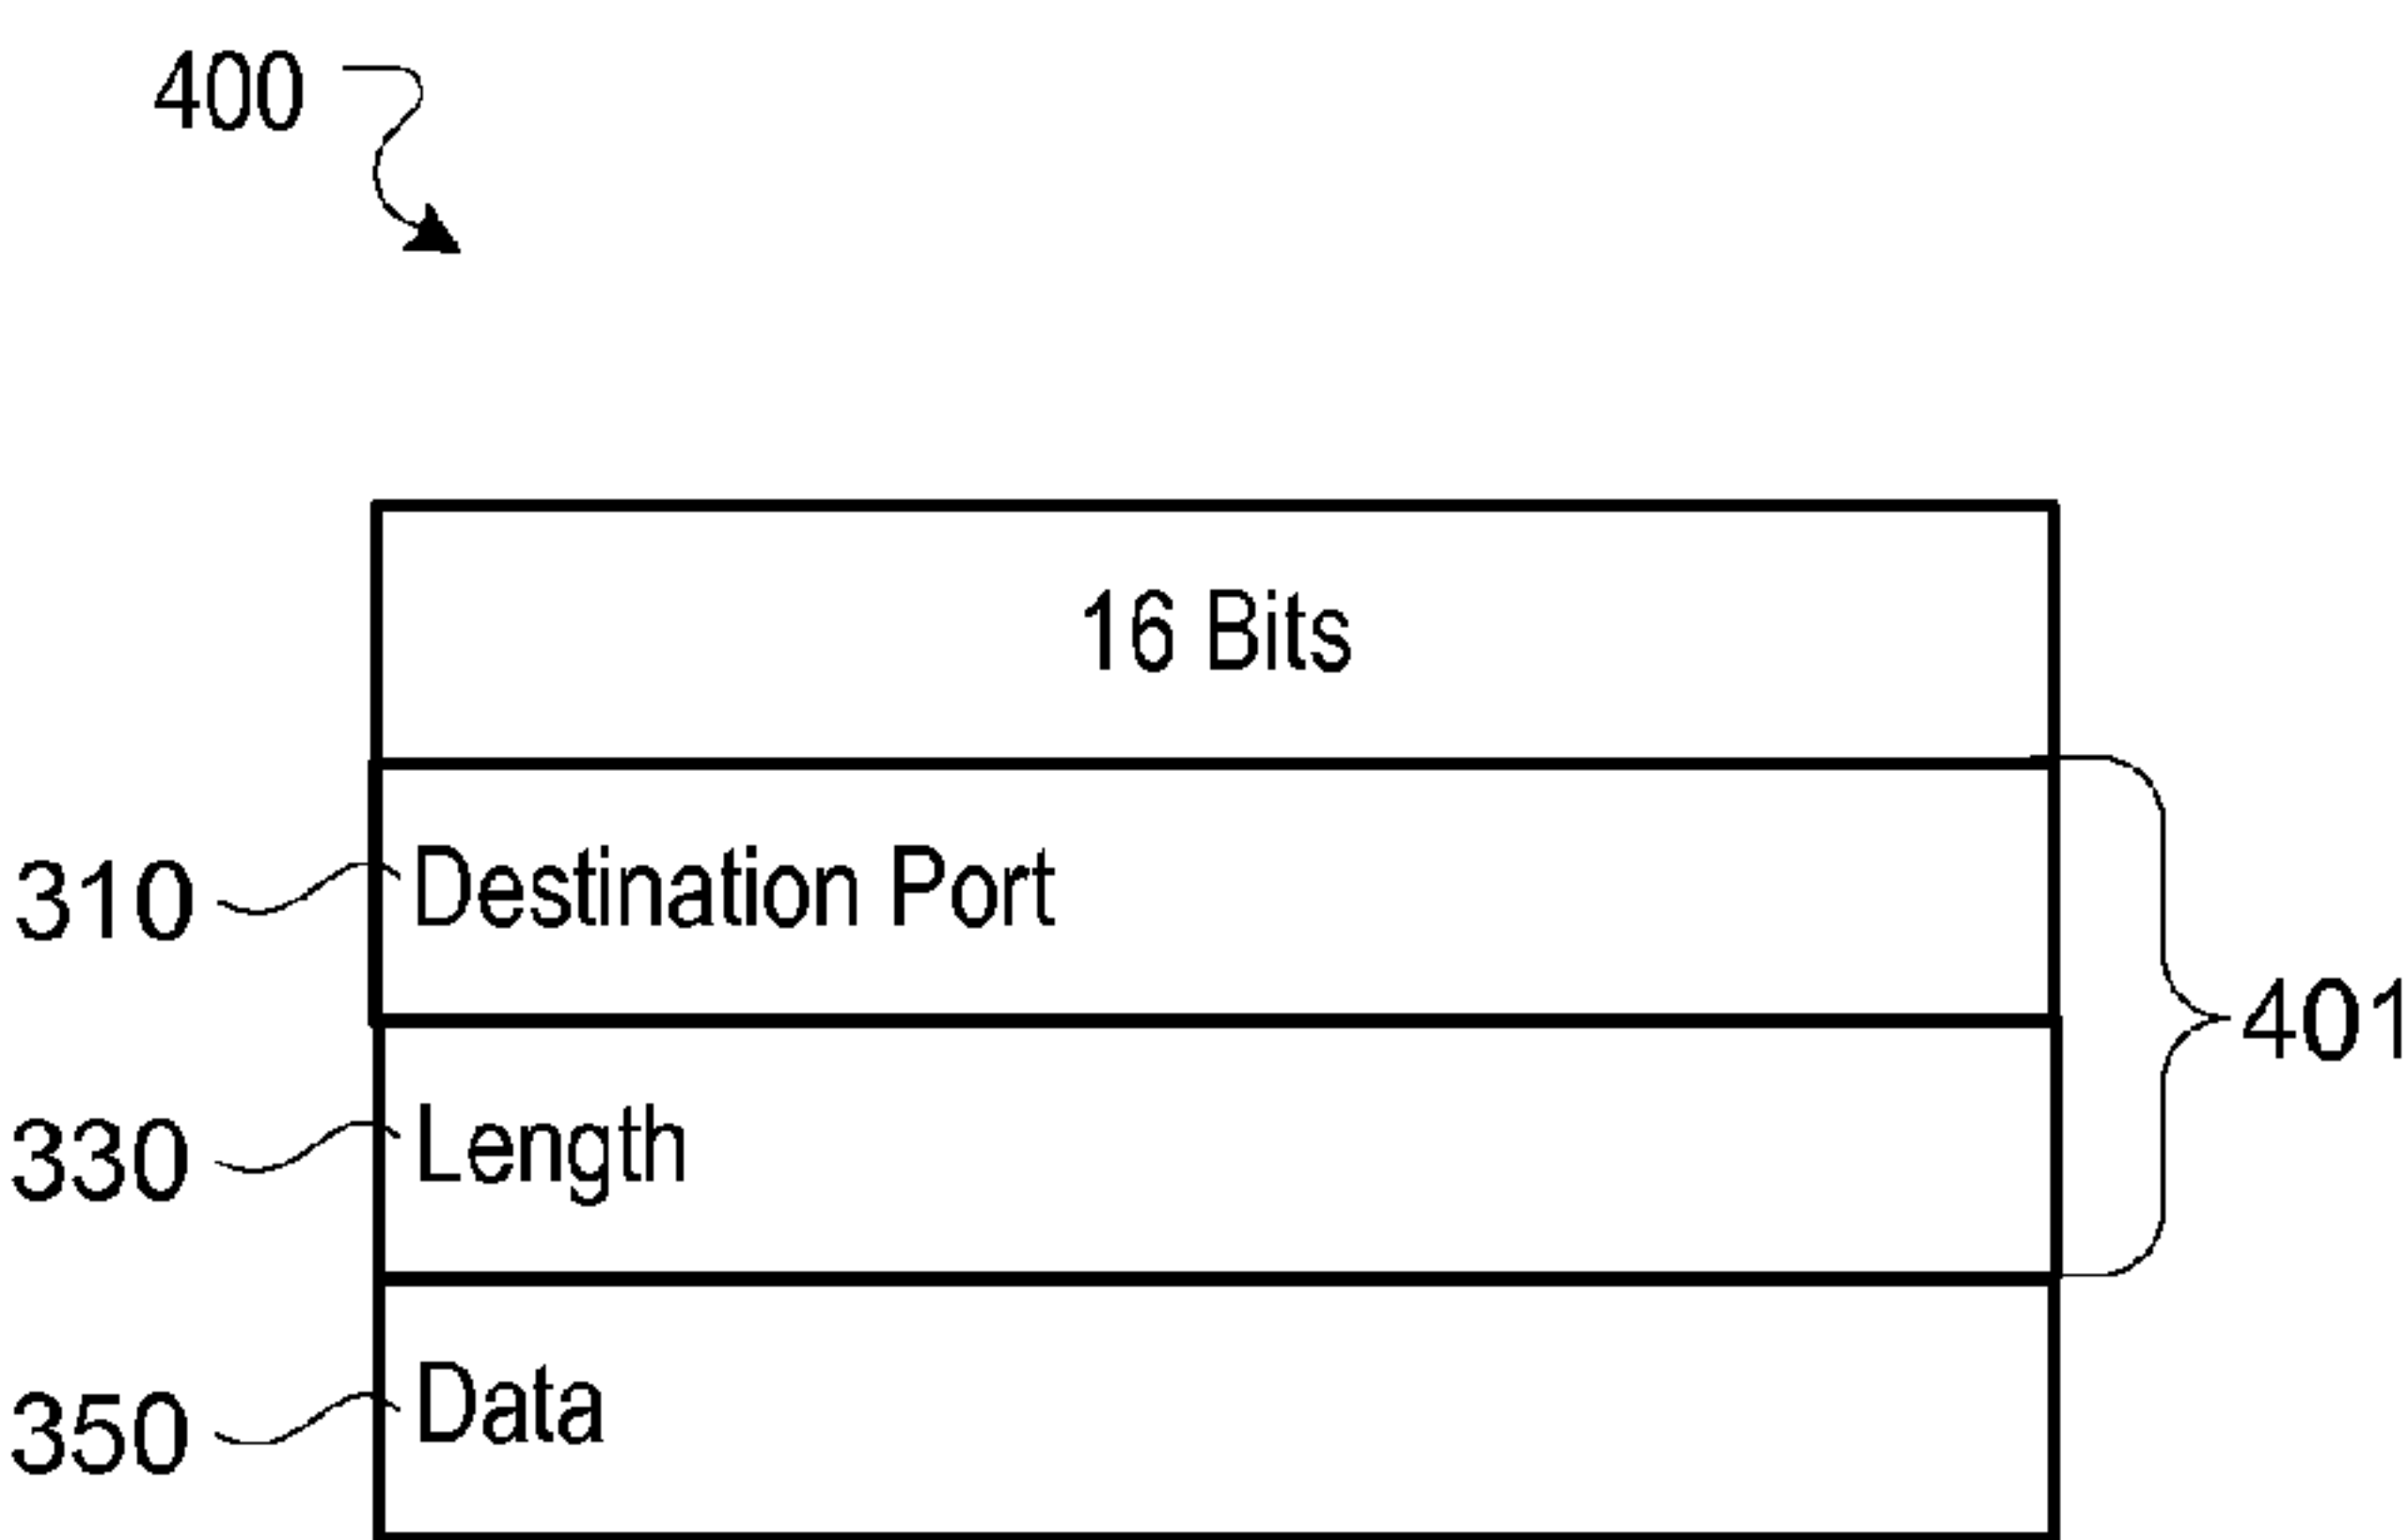 400
16 Bits
310 Destination Port
401
330 Length
350 Data